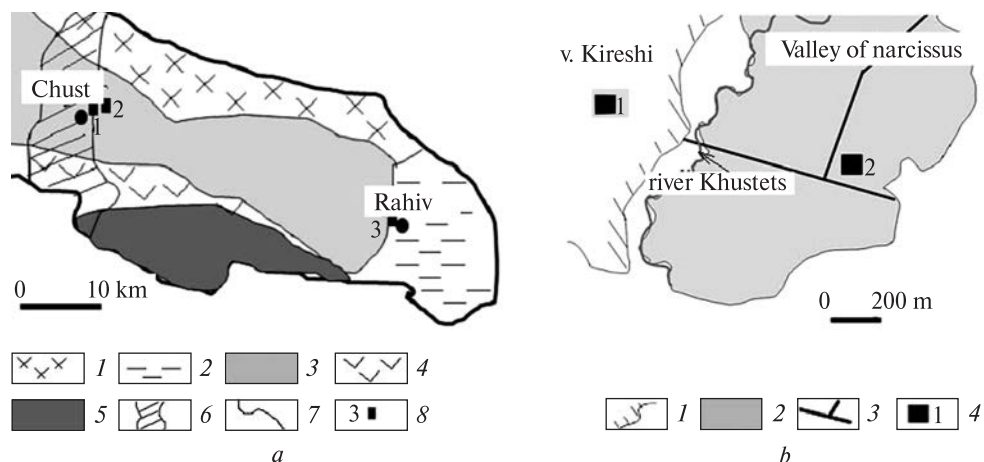 Chust
2
1
Rahiv
3
0 10 km
1 2 3 4
5 6 7 3 8
a
v. Kireshi
Valley of narcissus
1
2
river Khustets
0 200 m
1 2 3 1 4
b